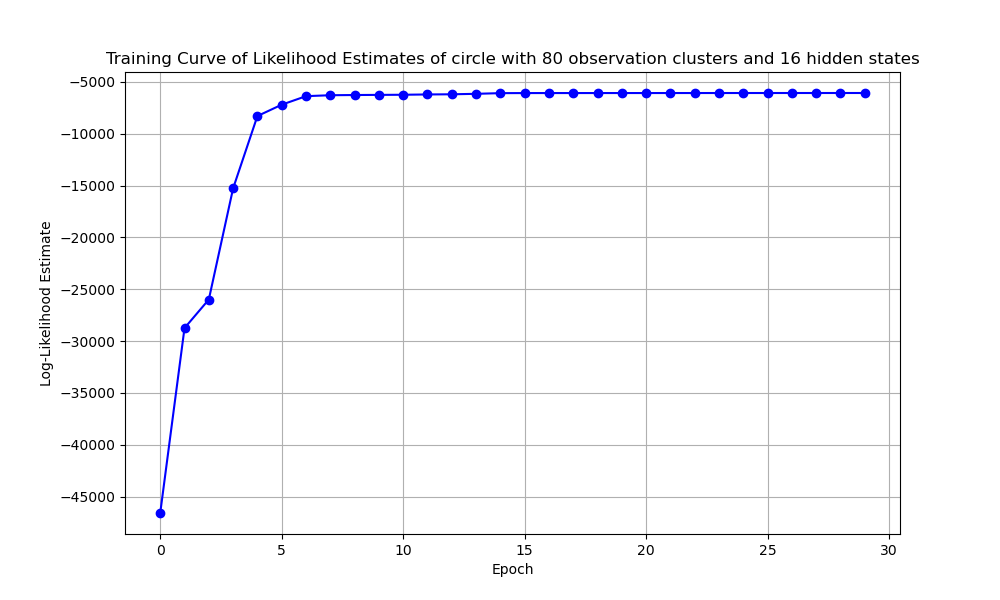 Training Curve of Likelihood Estimates of circle with 80 observation clusters and 16 hidden states
−5000
−10000
−15000
−20000
−25000
−30000
−35000
−40000
−45000
Log-Likelihood Estimate
0 5 10 15 20 25 30
Epoch